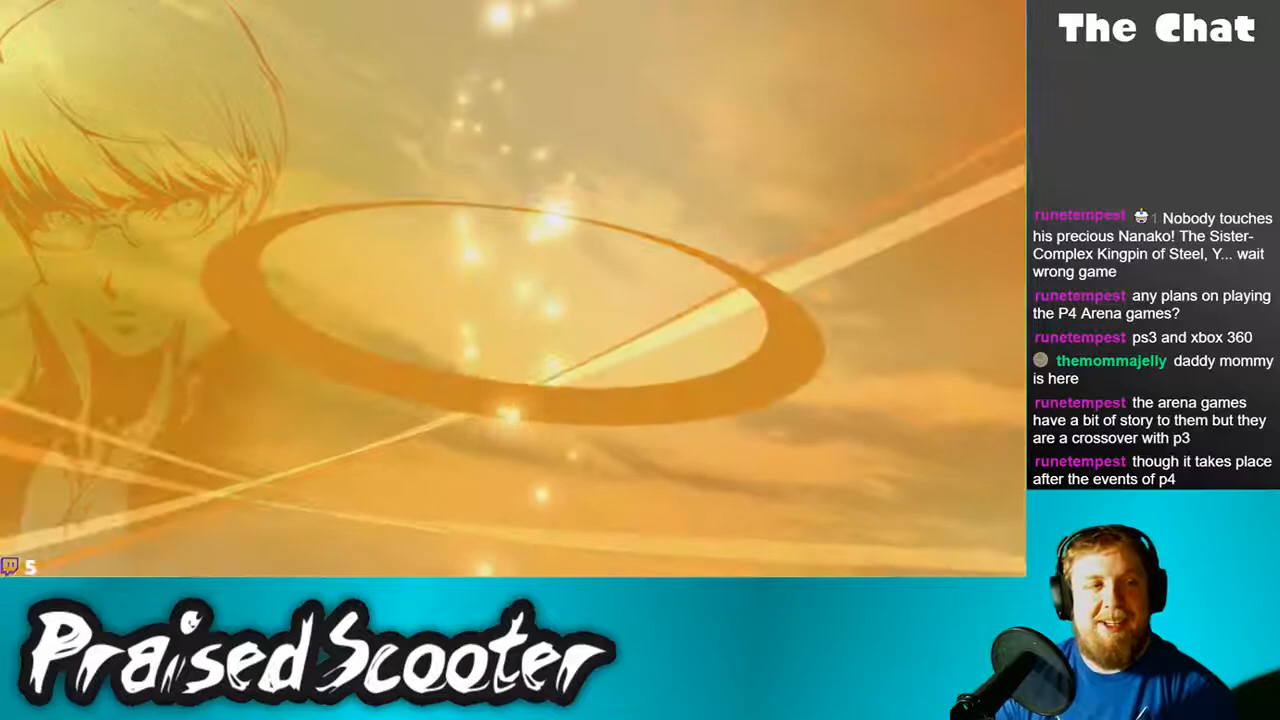 The Chat
runetempest 1 Nobody touches
his precious Nanako! The Sister-
Complex Kingpin of Steel, Y... wait
wrong game
runetempest any plans on playing
the P4 Arena games?
runetempest ps3 and xbox 360
themommajelly daddy mommy
is here
runetempest the arena games
have a bit of story to them but they
are a crossover with p3
runetempest though it takes place
after the events of p4
5
PraisedScooter